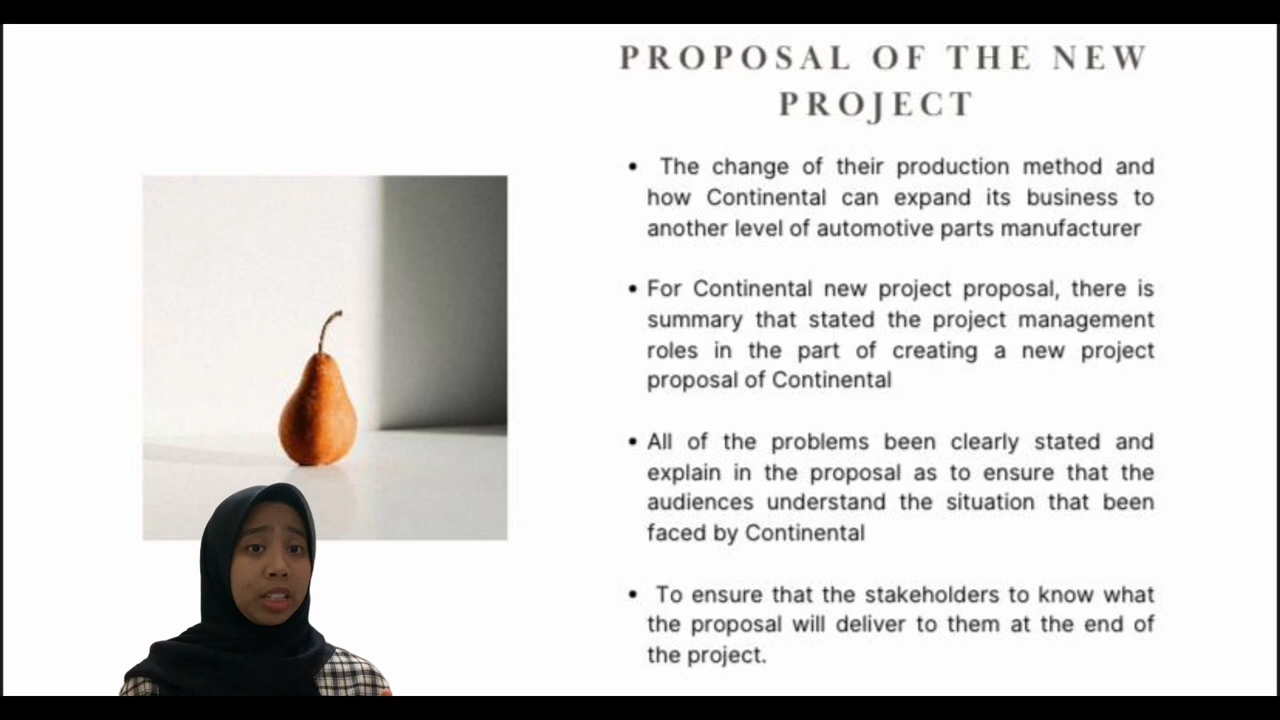 PROPOSAL OF THE NEW
PROJECT
• The change of their production method and
how Continental can expand its business to
another level of automotive parts manufacturer
• For Continental new project proposal, there is
summary that stated the project management
roles in the part of creating a new project
proposal of Continental
• All of the problems been clearly stated and
explain in the proposal as to ensure that the
audiences understand the situation that been
faced by Continental
• To ensure that the stakeholders to know what
the proposal will deliver to them at the end of
the project.